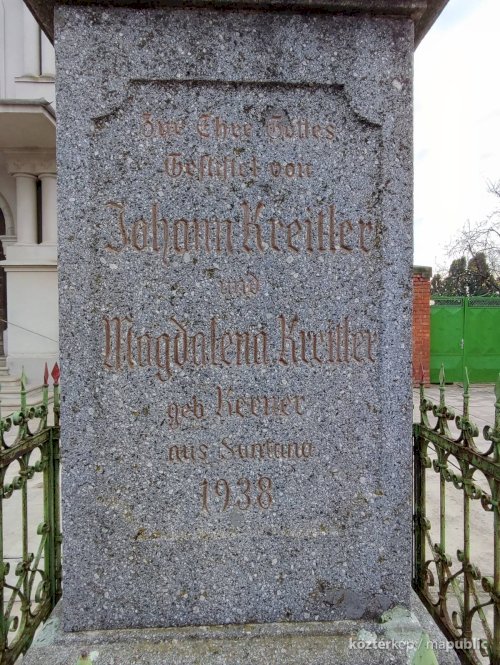 Zur Ehre Gottes
Gestiftet von
Johann Kreitler
und
Magdalena Kreitler
geb Kerner
aus Santana
1938
köztérkép / mapublic